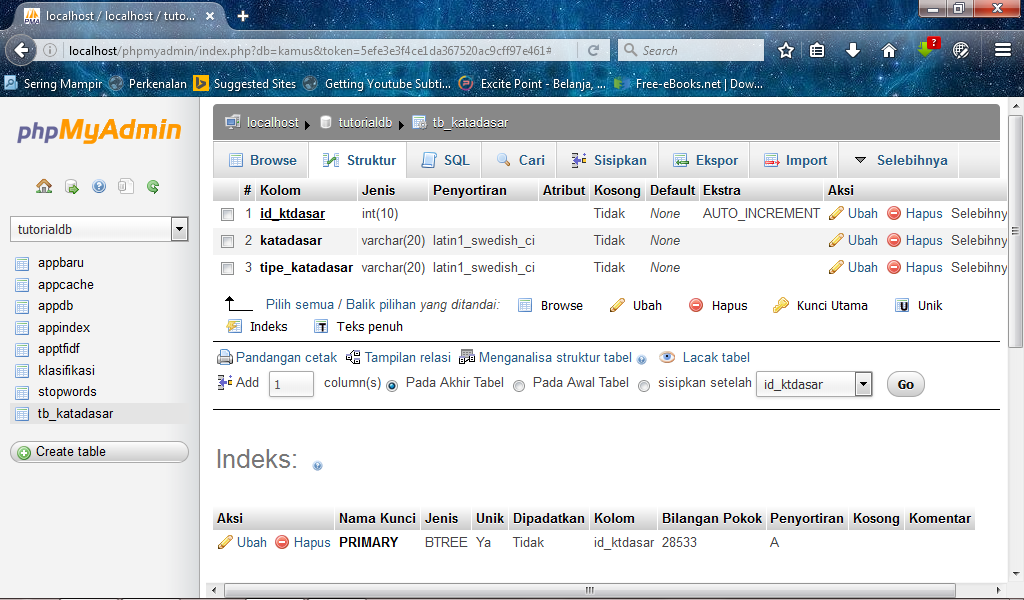 localhost / localhost / tuto...
localhost/phpmyadmin/index.php?db=kamus&token=5efe3e3f4ce1da367520ac9cff97e461#
Search
?
Sering Mampir Perkenalan Suggested Sites Getting Youtube Subti... Excite Point - Belanja, ... Free-eBooks.net | Dow...
phpMyAdmin
tutorialdb
appbaru
appcache
appdb
appindex
apptfidf
klasifikasi
stopwords
tb_katadasar
Create table
localhost tutorialdb tb_katadasar
Browse Struktur SQL Cari Sisipkan Ekspor Import Selebihnya
# Kolom Jenis Penyortiran Atribut Kosong Default Ekstra Aksi
1 id_ktdasar int(10) Tidak None AUTO_INCREMENT Ubah Hapus Selebihny
2 katadasar varchar(20) latin1_swedish_ci Tidak None Ubah Hapus Selebihny
3 tipe_katadasar varchar(20) latin1_swedish_ci Tidak None Ubah Hapus Selebihny
Pilih semua / Balik pilihan yang ditandai: Browse Ubah Hapus Kunci Utama Unik
Indeks Teks penuh
Pandangan cetak Tampilan relasi Menganalisa struktur tabel Lacak tabel
Add 1 column(s) Pada Akhir Tabel Pada Awal Tabel sisipkan setelah id_ktdasar Go
Indeks:
Aksi Nama Kunci Jenis Unik Dipadatkan Kolom Bilangan Pokok Penyortiran Kosong Komentar
Ubah Hapus PRIMARY BTREE Ya Tidak id_ktdasar 28533 A